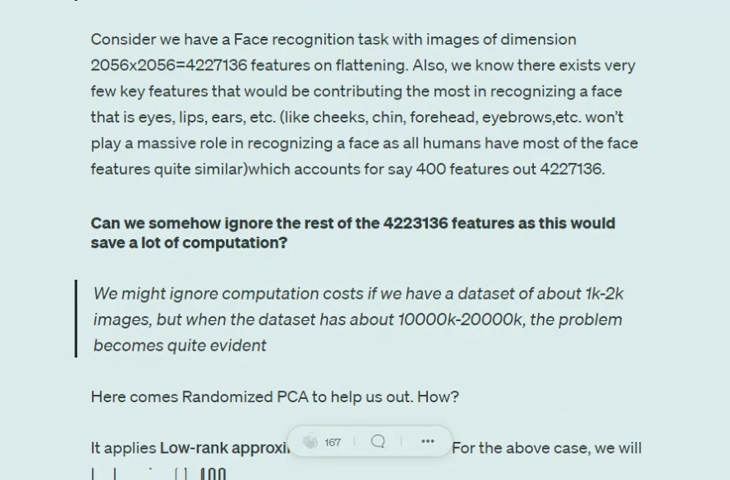 Consider we have a Face recognition task with images of dimension
2056x2056=4227136 features on flattening. Also, we know there exists very
few key features that would be contributing the most in recognizing a face
that is eyes, lips, ears, etc. (like cheeks, chin, forehead, eyebrows,etc. won't
play a massive role in recognizing a face as all humans have most of the face
features quite similar)which accounts for say 400 features out 4227136.
Can we somehow ignore the rest of the 4223136 features as this would
save a lot of computation?
We might ignore computation costs if we have a dataset of about 1k-2k
images, but when the dataset has about 10000k-20000k, the problem
becomes quite evident
Here comes Randomized PCA to help us out. How?
It applies Low-rank For the above case, we will
167